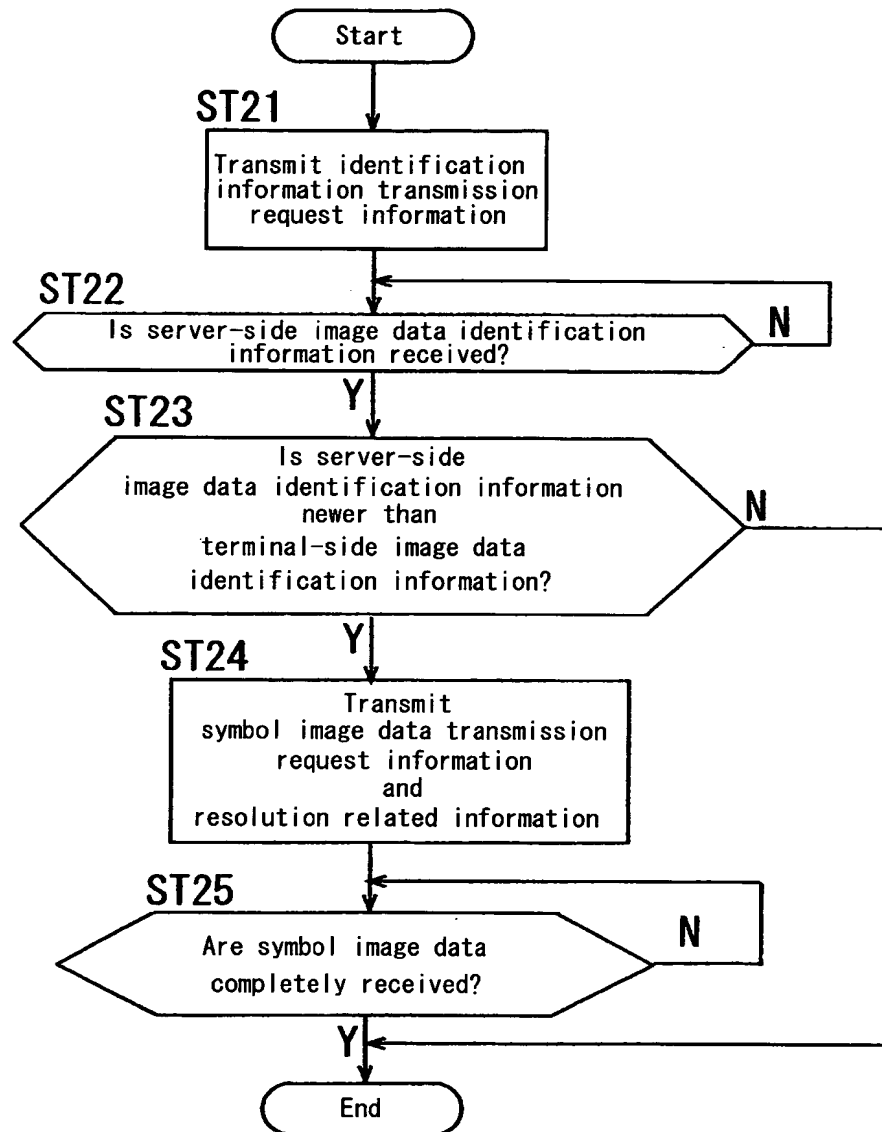 Start
ST21
Transmit identification
information transmission
request information
ST22
Is server-side image data identification
information received?
N
Y
ST23
Is server-side
image data identification information
newer than
terminal-side image data
identification information?
N
Y
ST24
Transmit
symbol image data transmission
request information
and
resolution related information
ST25
Are symbol image data
completely received?
N
Y
End